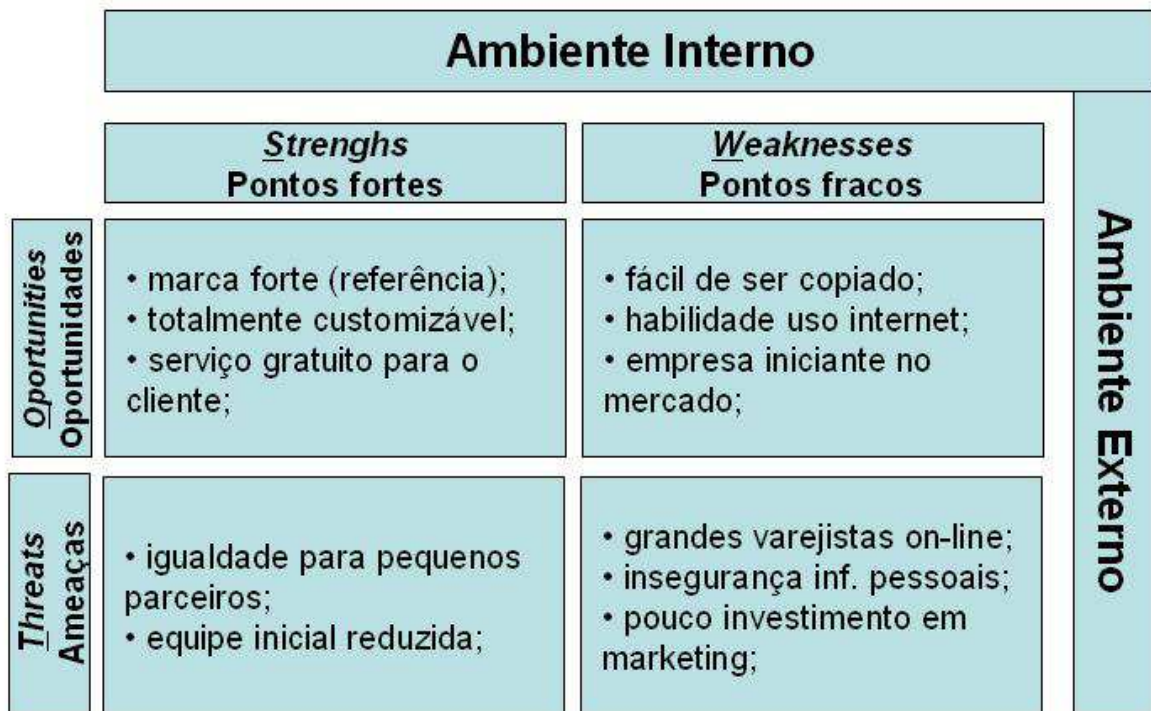 Ambiente Interno
Strenghs
Pontos fortes
Weaknesses
Pontos fracos
Ambiente Externo
Oportunities
Oportunidades
• marca forte (referência);
• totalmente customizável;
• serviço gratuito para o
cliente;
• fácil de ser copiado;
• habilidade uso internet;
• empresa iniciante no
mercado;
Threats
Ameaças
• igualdade para pequenos
parceiros;
• equipe inicial reduzida;
• grandes varejistas on-line;
• insegurança inf. pessoais;
• pouco investimento em
marketing;